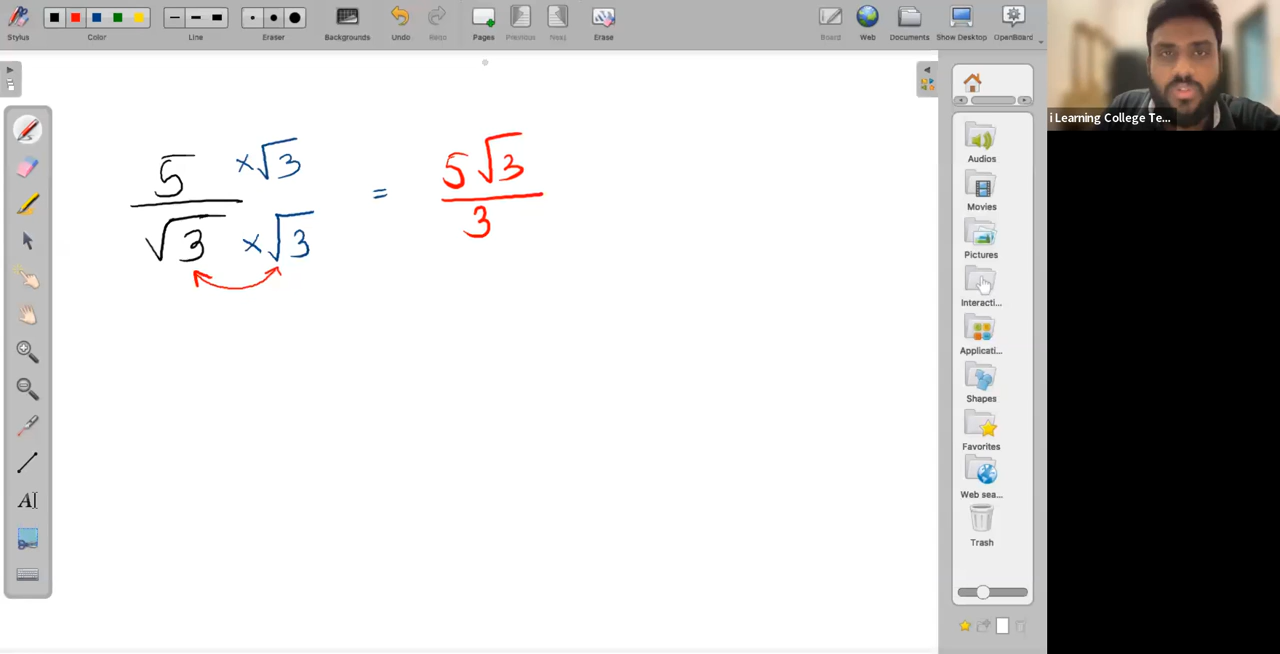 Stylus Color Line Eraser Backgrounds Undo Redo Pages Previous Next Erase Board Web Documents Show Desktop OpenBoard
i Learning College Te...
5 ×√3 = 5√3
√3 ×√3 3
Audios
Movies
Pictures
Interacti...
Applicati...
Shapes
Favorites
Web sea...
Trash
AI